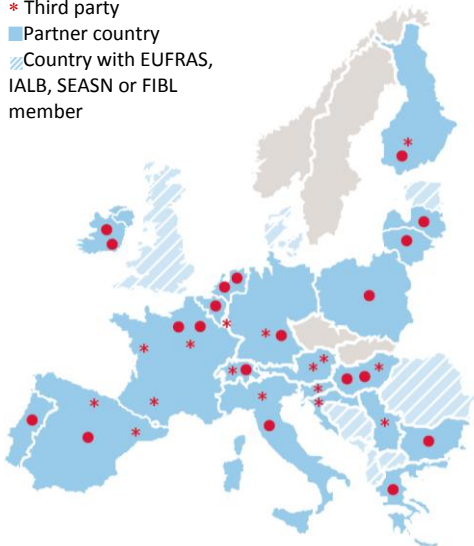 * Third party
Partner country
Country with EUFRAS,
IALB, SEASN or FIBL
member